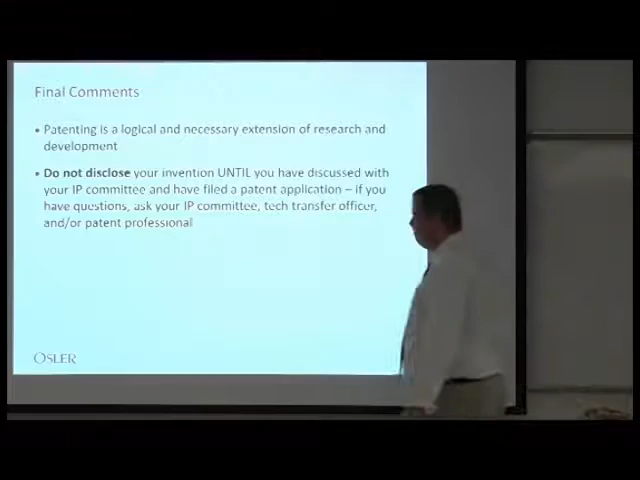 Final Comments
• Patenting is a logical and necessary extension of research and
development
• Do not disclose your invention UNTIL you have discussed with
your IP committee and have filed a patent application – if you
have questions, ask your IP committee, tech transfer officer,
and/or patent professional
OSLER